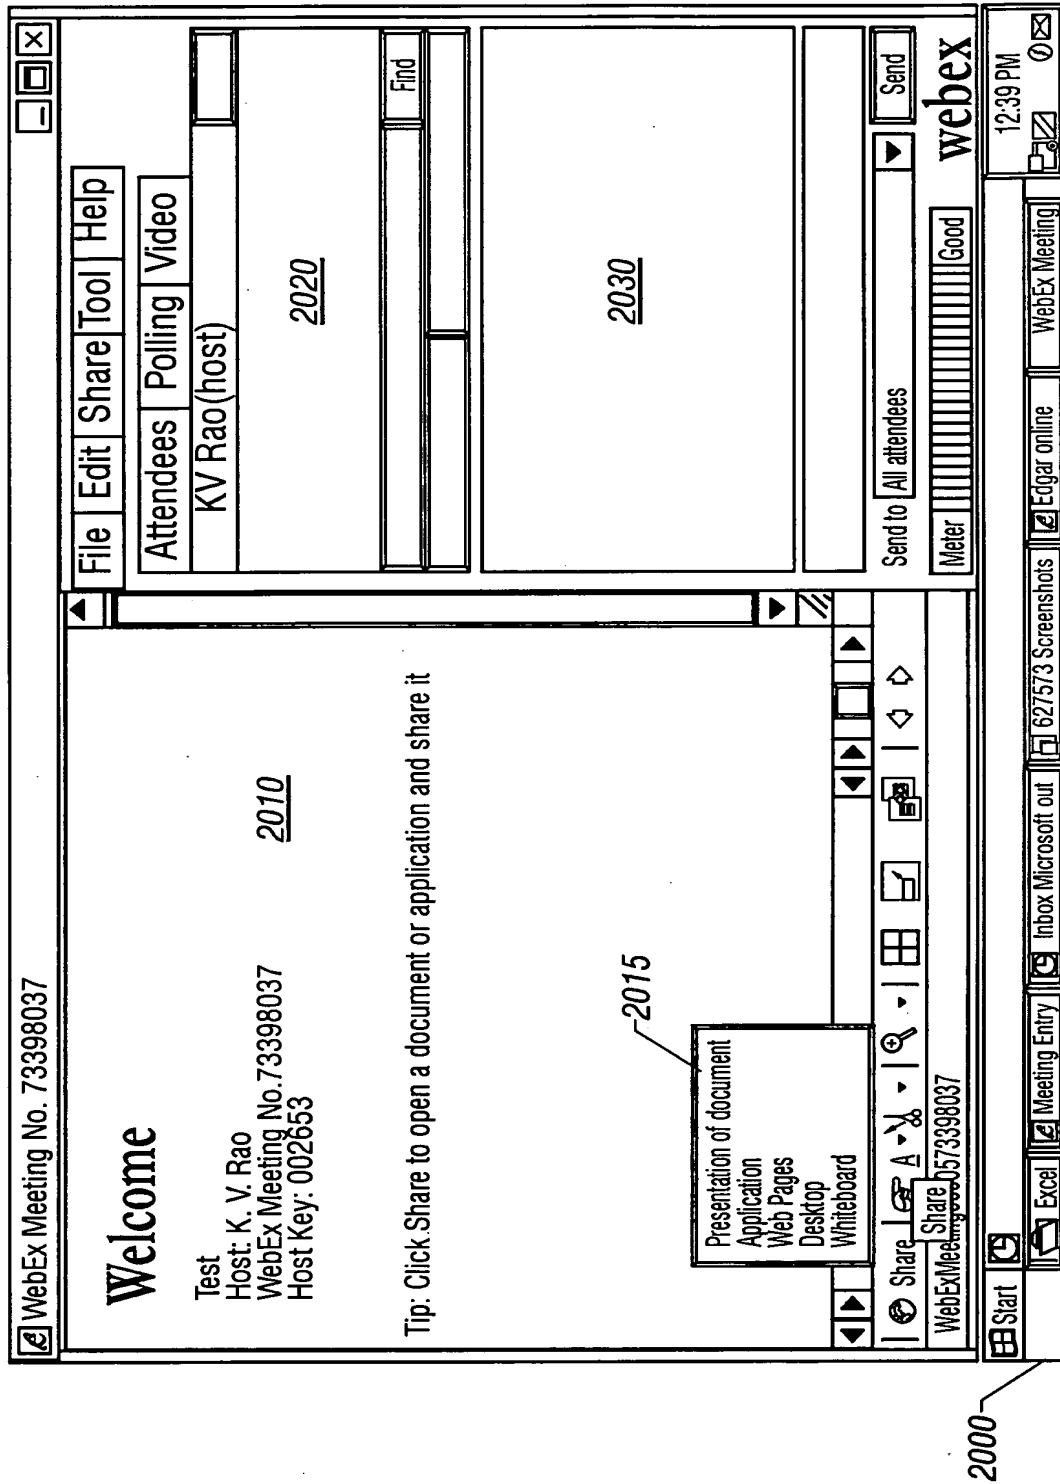 WebEx Meeting No. 73398037
File Edit Share Tool Help
Welcome
Test
Host: K. V. Rao
WebEx Meeting No.73398037
Host Key: 002653
2010
Tip: Click.Share to open a document or application and share it
2015
Presentation of document
Application
Web Pages
Desktop
Whiteboard
Share A
Share
Attendees Polling Video
KV Rao(host)
2020
Find
2030
Send to All attendees
Send
Meter Good
webex
Start
12:39 PM
Excel Meeting Entry Inbox Microsoft out 627573 Screenshots Edgar online WebEx Meeting
2000